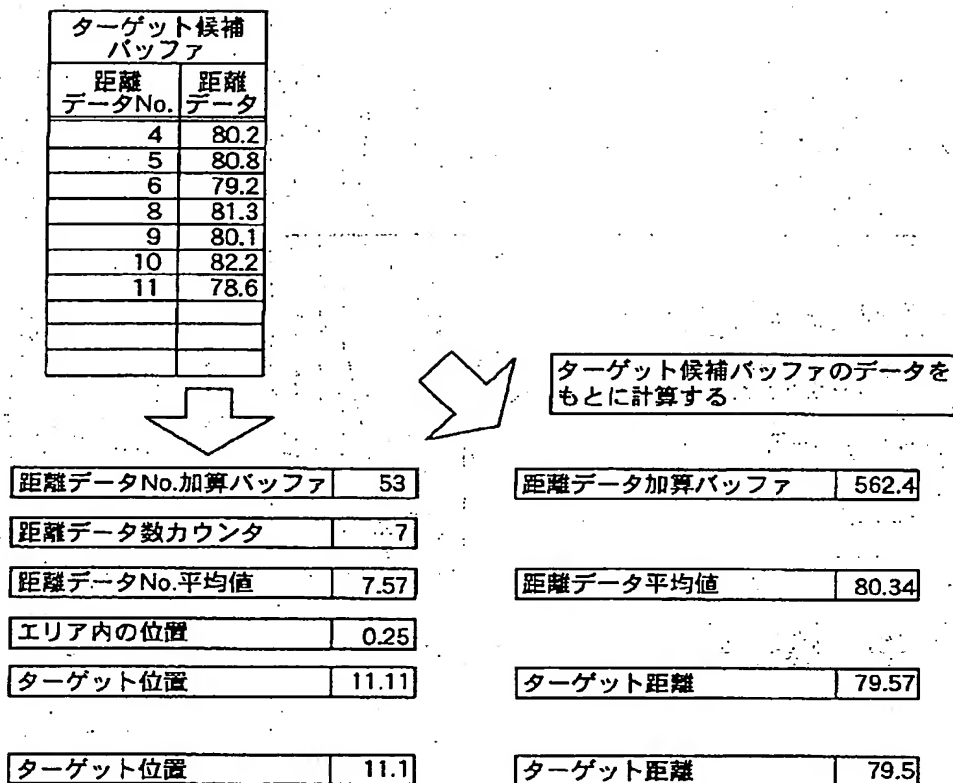 ターゲット候補
バッファ
距離
データNo.
距離
データ
4 80.2
5 80.8
6 79.2
8 81.3
9 80.1
10 82.2
11 78.6
ターゲット候補バッファのデータを
もとに計算する
距離データNo.加算バッファ 53
距離データ加算バッファ 562.4
距離データ数カウンタ 7
距離データNo.平均値 7.57
距離データ平均値 80.34
エリア内の位置 0.25
ターゲット位置 11.11
ターゲット距離 79.57
ターゲット位置 11.1
ターゲット距離 79.5